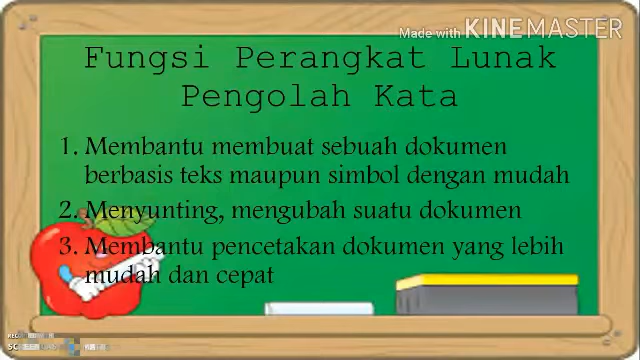 Made with KINEMASTER
Fungsi Perangkat Lunak
Pengolah Kata
1. Membantu membuat sebuah dokumen
berbasis teks maupun simbol dengan mudah
2. Menyunting, mengubah suatu dokumen
3. Membantu pencetakan dokumen yang lebih
mudah dan cepat